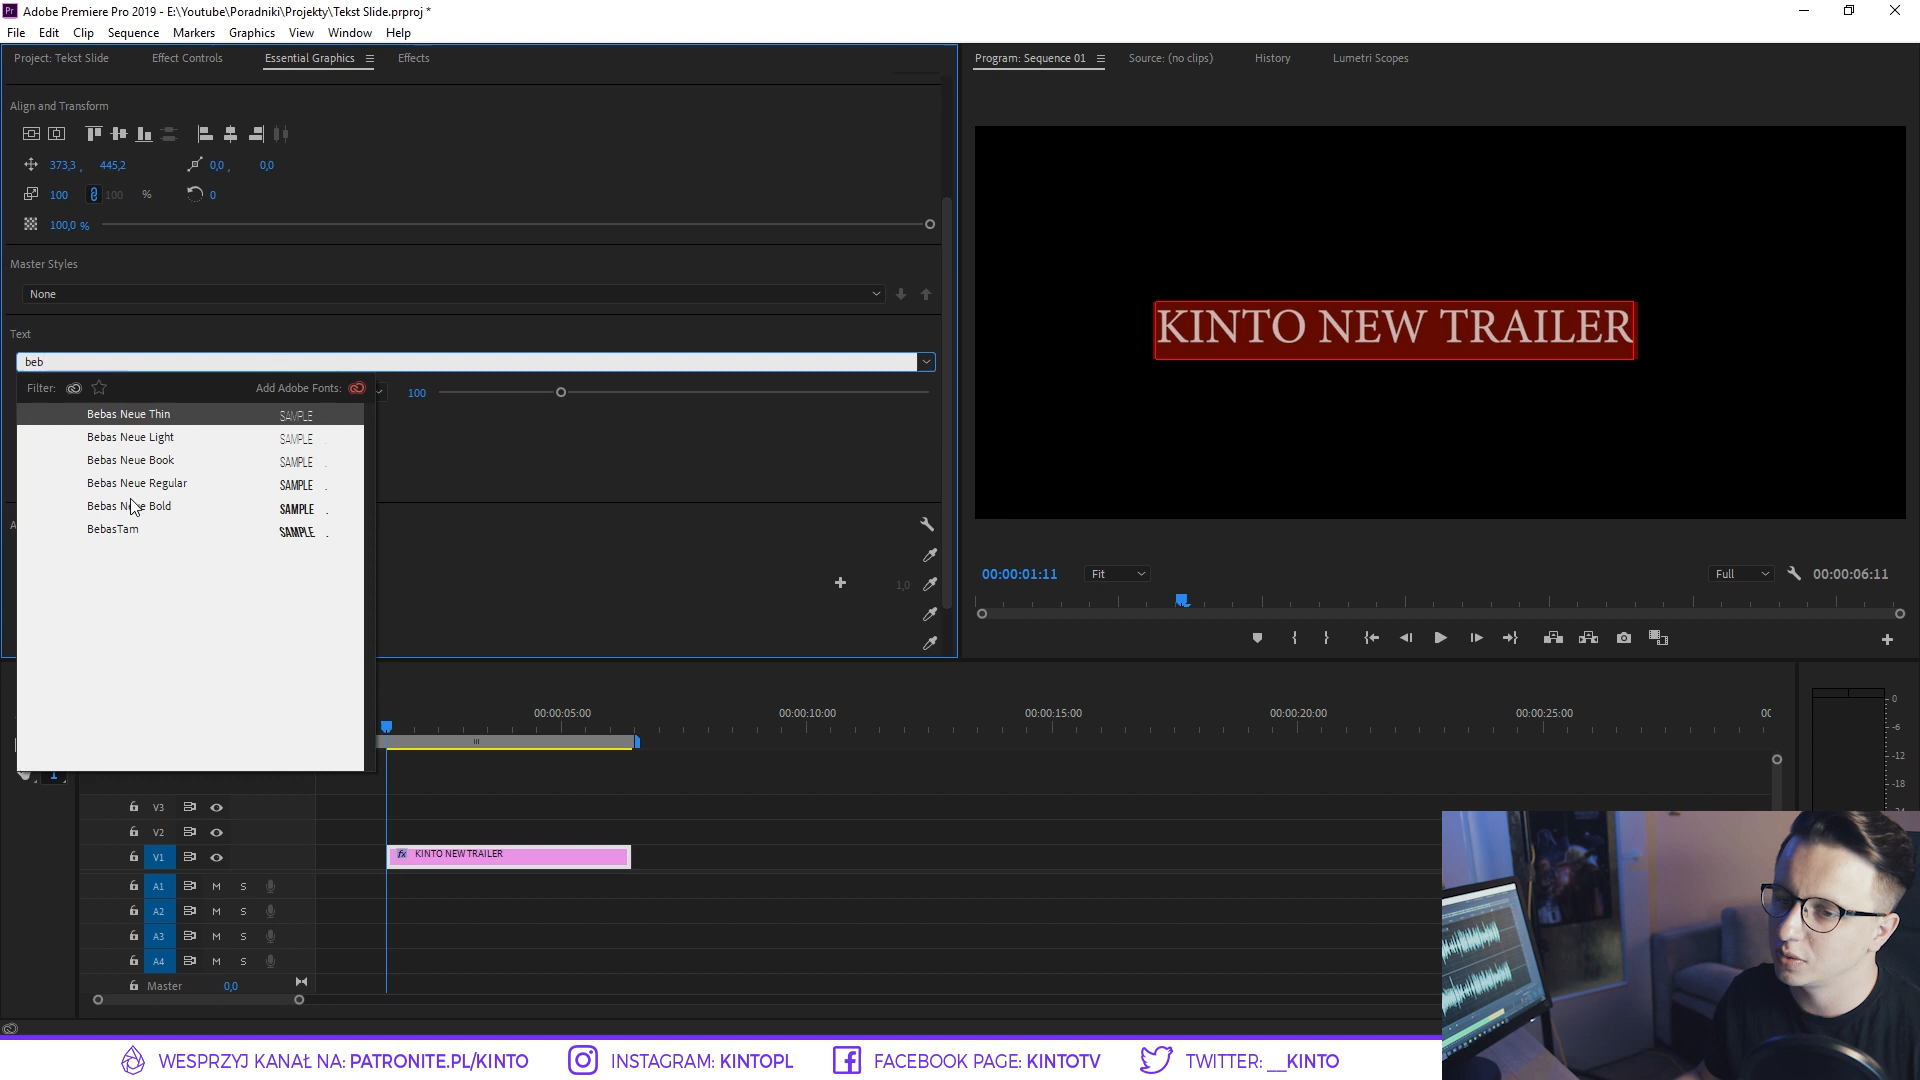 Adobe Premiere Pro 2019 - E:\Youtube\Poradniki\Projekty\Tekst Slide.prproj *
File Edit Clip Sequence Markers Graphics View Window Help
Project: Tekst Slide Effect Controls Essential Graphics Effects
Program: Sequence 01 Source: (no clips) History Lumetri Scopes
Align and Transform
373,3 , 445,2 0,0 , 0,0
100 100 % 0
100,0 %
Master Styles
None
Text
beb
Filter: Add Adobe Fonts:
100
Bebas Neue Thin SAMPLE
Bebas Neue Light SAMPLE
Bebas Neue Book SAMPLE
Bebas Neue Regular SAMPLE
Bebas Neue Bold SAMPLE
BebasTam SAMPLE
1,0
KINTO NEW TRAILER
00:00:01:11 Fit Full 00:00:06:11
00:00:05:00 00:00:10:00 00:00:15:00 00:00:20:00 00:00:25:00
0
-6
-12
-18
V3
V2
V1 fx KINTO NEW TRAILER
A1 M S
A2 M S
A3 M S
A4 M S
Master 0,0
WESPRZYJ KANAŁ NA: PATRONITE.PL/KINTO INSTAGRAM: KINTOPL FACEBOOK PAGE: KINTOTV TWITTER: __KINTO